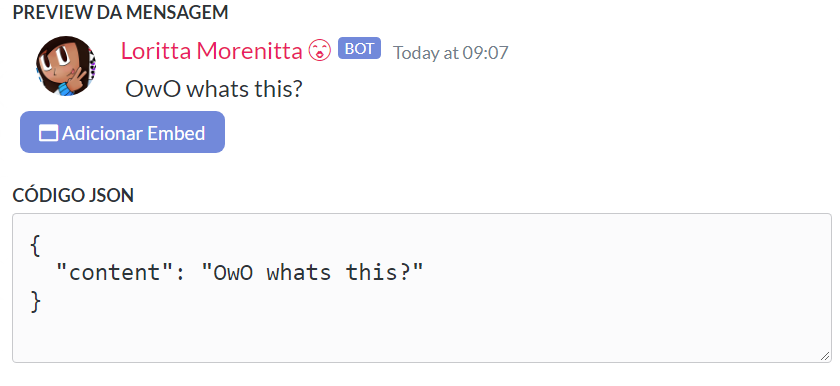 PREVIEW DA MENSAGEM
Loritta Morenitta BOT Today at 09:07
OwO whats this?
Adicionar Embed
CÓDIGO JSON
{
  "content": "OwO whats this?"
}